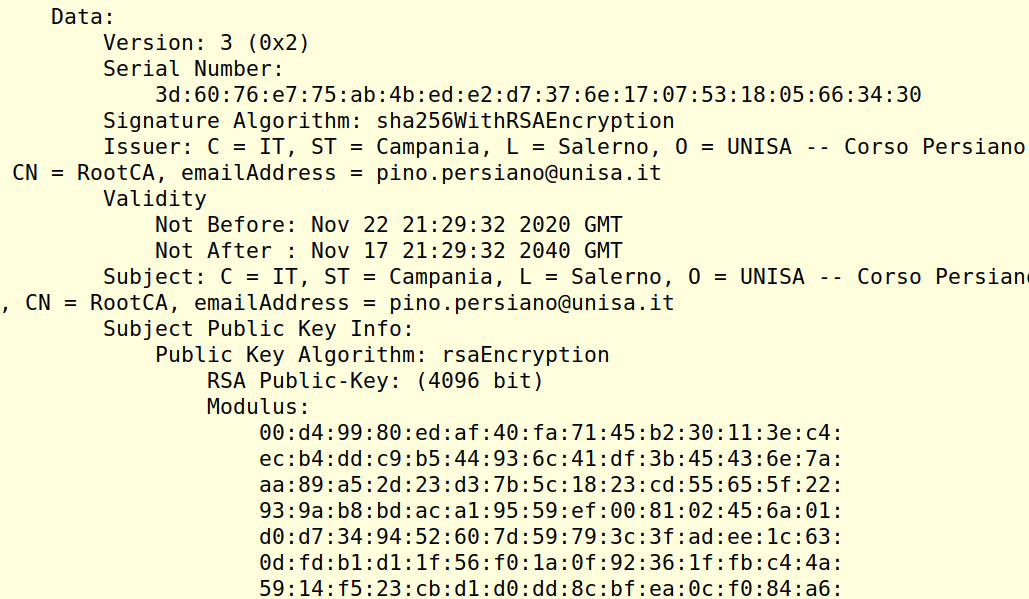 Data:
Version: 3 (0x2)
Serial Number:
3d:60:76:e7:75:ab:4b:ed:e2:d7:37:6e:17:07:53:18:05:66:34:30
Signature Algorithm: sha256WithRSAEncryption
Issuer: C = IT, ST = Campania, L = Salerno, O = UNISA -- Corso Persiano
CN = RootCA, emailAddress = pino.persiano@unisa.it
Validity
Not Before: Nov 22 21:29:32 2020 GMT
Not After : Nov 17 21:29:32 2040 GMT
Subject: C = IT, ST = Campania, L = Salerno, O = UNISA -- Corso Persiano
, CN = RootCA, emailAddress = pino.persiano@unisa.it
Subject Public Key Info:
Public Key Algorithm: rsaEncryption
RSA Public-Key: (4096 bit)
Modulus:
00:d4:99:80:ed:af:40:fa:71:45:b2:30:11:3e:c4:
ec:b4:dd:c9:b5:44:93:6c:41:df:3b:45:43:6e:7a:
aa:89:a5:2d:23:d3:7b:5c:18:23:cd:55:65:5f:22:
93:9a:b8:bd:ac:a1:95:59:ef:00:81:02:45:6a:01:
d0:d7:34:94:52:60:7d:59:79:3c:3f:ad:ee:1c:63:
0d:fd:b1:d1:1f:56:f0:1a:0f:92:36:1f:fb:c4:4a:
59:14:f5:23:cb:d1:d0:dd:8c:bf:ea:0c:f0:84:a6: